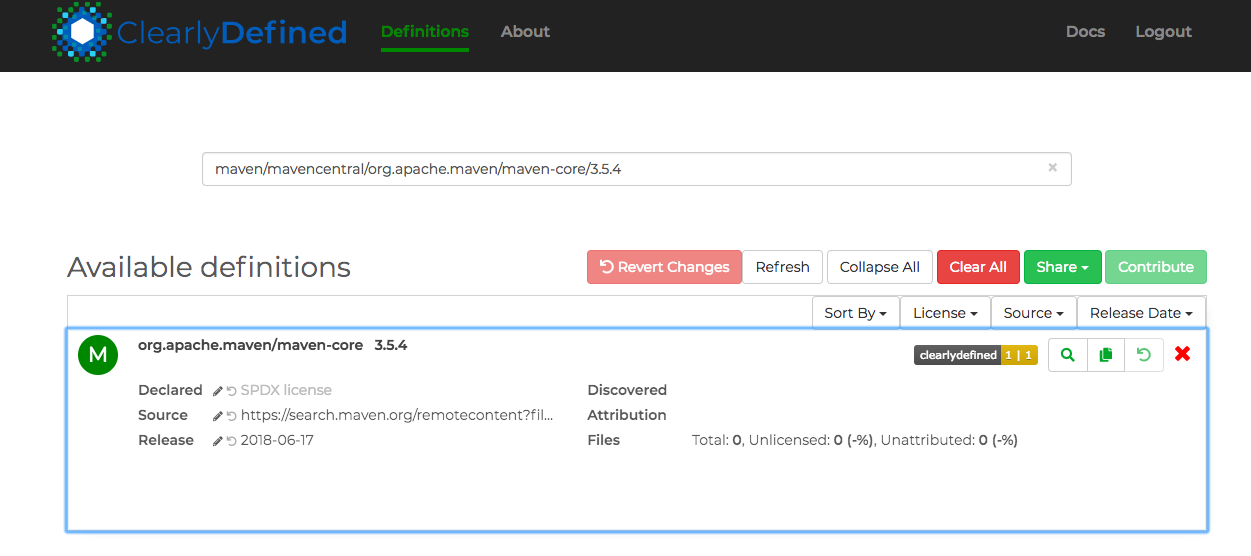 ClearlyDefined Definitions About Docs Logout
maven/mavencentral/org.apache.maven/maven-core/3.5.4 ×
Available definitions Revert Changes Refresh Collapse All Clear All Share Contribute
Sort By License Source Release Date
M org.apache.maven/maven-core 3.5.4 clearlydefined 1 | 1
Declared SPDX license Discovered
Source https://search.maven.org/remotecontent?fil... Attribution
Release 2018-06-17 Files Total: 0, Unlicensed: 0 (-%), Unattributed: 0 (-%)